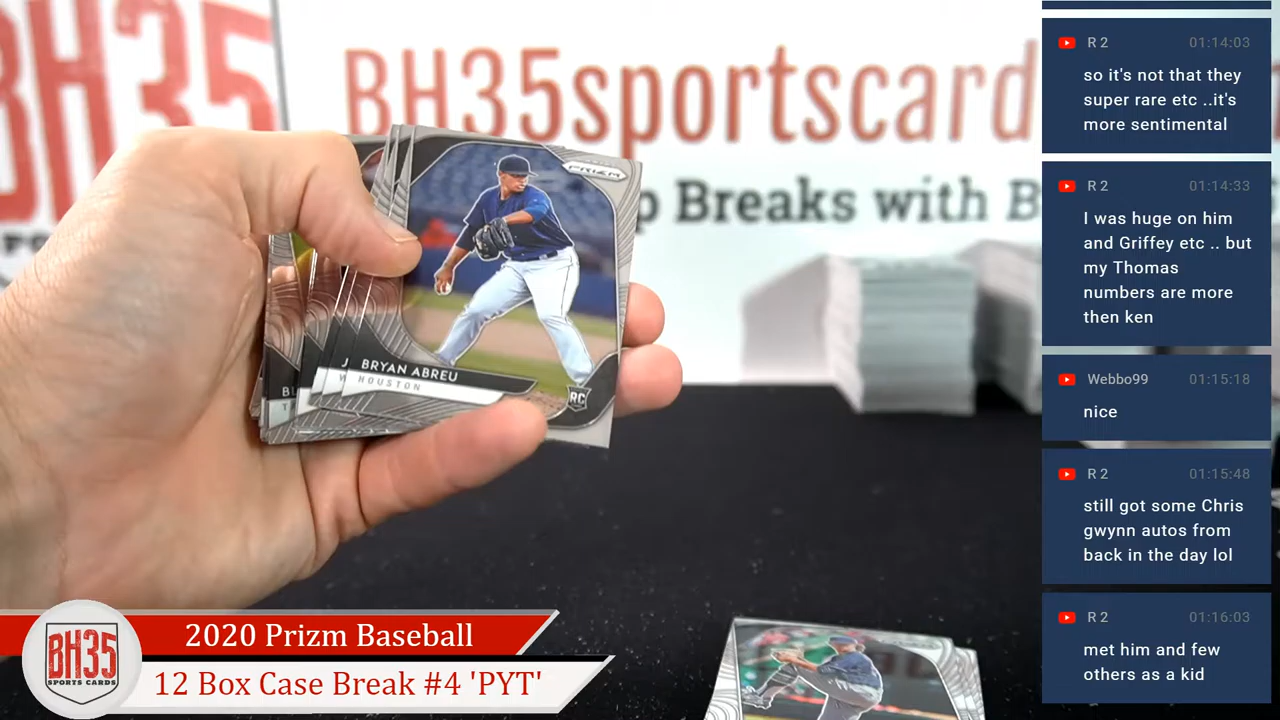 BH35
BH35sportscard
p Breaks with B
PRIZM
J
BRYAN ABREU
HOUSTON
RC
2020 Prizm Baseball
12 Box Case Break #4 'PYT'
BH35
SPORTS CARDS
R 2 01:14:03
so it's not that they
super rare etc ..it's
more sentimental
R 2 01:14:33
I was huge on him
and Griffey etc .. but
my Thomas
numbers are more
then ken
Webbo99 01:15:18
nice
R 2 01:15:48
still got some Chris
gwynn autos from
back in the day lol
R 2 01:16:03
met him and few
others as a kid